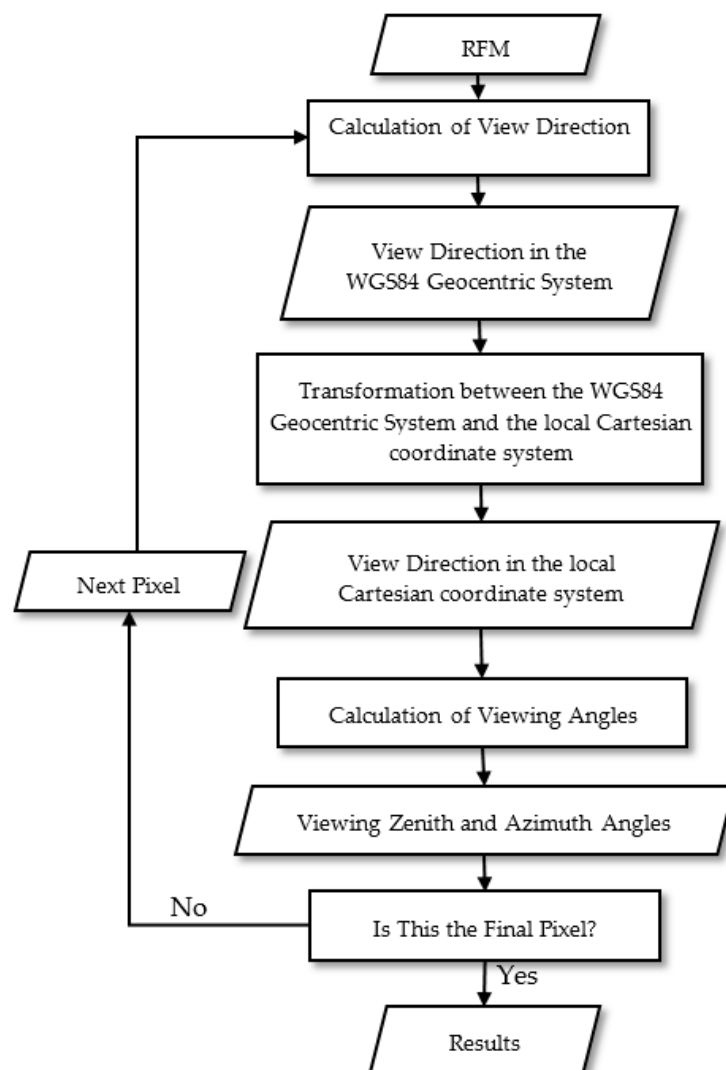 RFM
Calculation of View Direction
View Direction in the
WGS84 Geocentric System
Transformation between the WGS84
Geocentric System and the local Cartesian
coordinate system
View Direction in the local
Cartesian coordinate system
Next Pixel
Calculation of Viewing Angles
Viewing Zenith and Azimuth Angles
No
Is This the Final Pixel?
Yes
Results